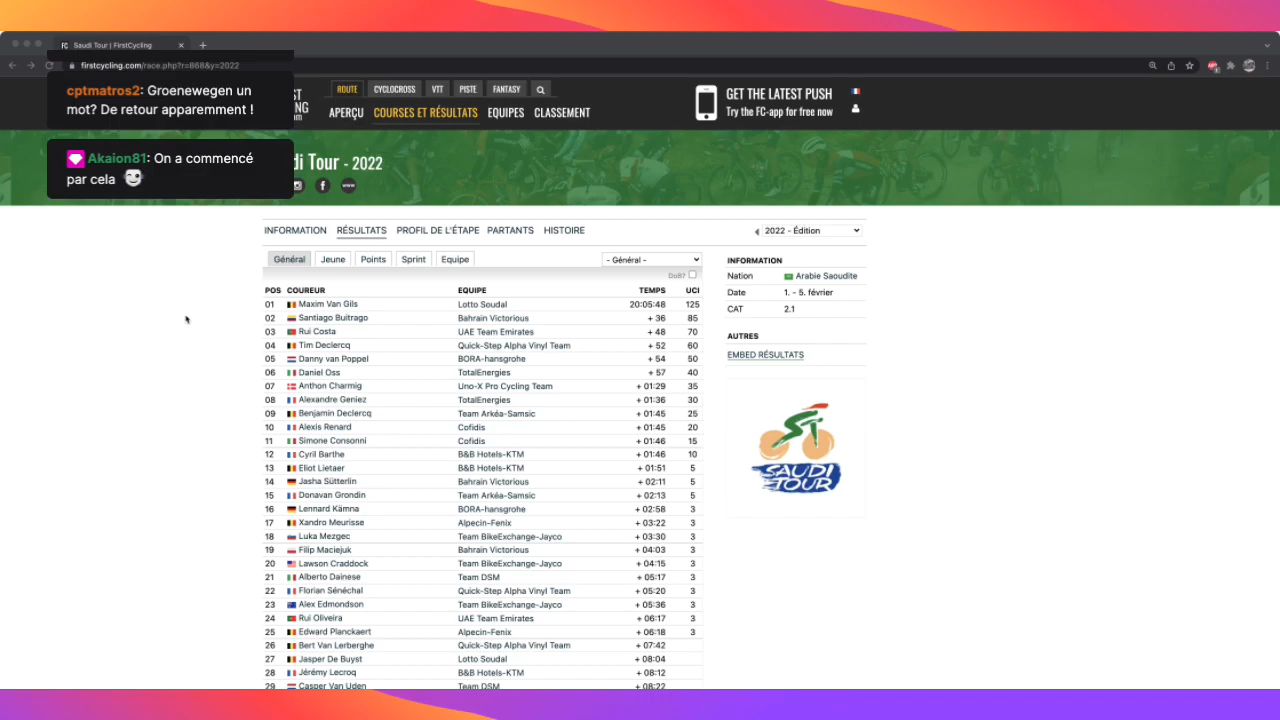 FC Saudi Tour | FirstCycling
firstcycling.com/race.php?r=868&y=2022
cptmatros2: Groenewegen un
mot? De retour apparemment !
Akaion81: On a commencé
par cela
ST
NG
om
ROUTE CYCLOCROSS VTT PISTE FANTASY
APERÇU COURSES ET RÉSULTATS EQUIPES CLASSEMENT
GET THE LATEST PUSH
Try the FC-app for free now
di Tour - 2022
WWW
INFORMATION RÉSULTATS PROFIL DE L'ÉTAPE PARTANTS HISTOIRE
2022 - Édition
Général Jeune Points Sprint Equipe
- Général -
DoB?
POS COUREUR EQUIPE TEMPS UCI
01 Maxim Van Gils Lotto Soudal 20:05:48 125
02 Santiago Buitrago Bahrain Victorious + 36 85
03 Rui Costa UAE Team Emirates + 48 70
04 Tim Declercq Quick-Step Alpha Vinyl Team + 52 60
05 Danny van Poppel BORA-hansgrohe + 54 50
06 Daniel Oss TotalEnergies + 57 40
07 Anthon Charmig Uno-X Pro Cycling Team + 01:29 35
08 Alexandre Geniez TotalEnergies + 01:36 30
09 Benjamin Declercq Team Arkéa-Samsic + 01:45 25
10 Alexis Renard Cofidis + 01:45 20
11 Simone Consonni Cofidis + 01:46 15
12 Cyril Barthe B&B Hotels-KTM + 01:46 10
13 Eliot Lietaer B&B Hotels-KTM + 01:51 5
14 Jasha Sütterlin Bahrain Victorious + 02:11 5
15 Donavan Grondin Team Arkéa-Samsic + 02:13 5
16 Lennard Kämna BORA-hansgrohe + 02:58 3
17 Xandro Meurisse Alpecin-Fenix + 03:22 3
18 Luka Mezgec Team BikeExchange-Jayco + 03:30 3
19 Filip Maciejuk Bahrain Victorious + 04:03 3
20 Lawson Craddock Team BikeExchange-Jayco + 04:15 3
21 Alberto Dainese Team DSM + 05:17 3
22 Florian Sénéchal Quick-Step Alpha Vinyl Team + 05:20 3
23 Alex Edmondson Team BikeExchange-Jayco + 05:36 3
24 Rui Oliveira UAE Team Emirates + 06:17 3
25 Edward Planckaert Alpecin-Fenix + 06:18 3
26 Bert Van Lerberghe Quick-Step Alpha Vinyl Team + 07:42
27 Jasper De Buyst Lotto Soudal + 08:04
28 Jérémy Lecroq B&B Hotels-KTM + 08:12
29 Casper Van Uden Team DSM + 08:22
INFORMATION
Nation Arabie Saoudite
Date 1. - 5. février
CAT 2.1
AUTRES
EMBED RÉSULTATS
ST
SAUDI
TOUR